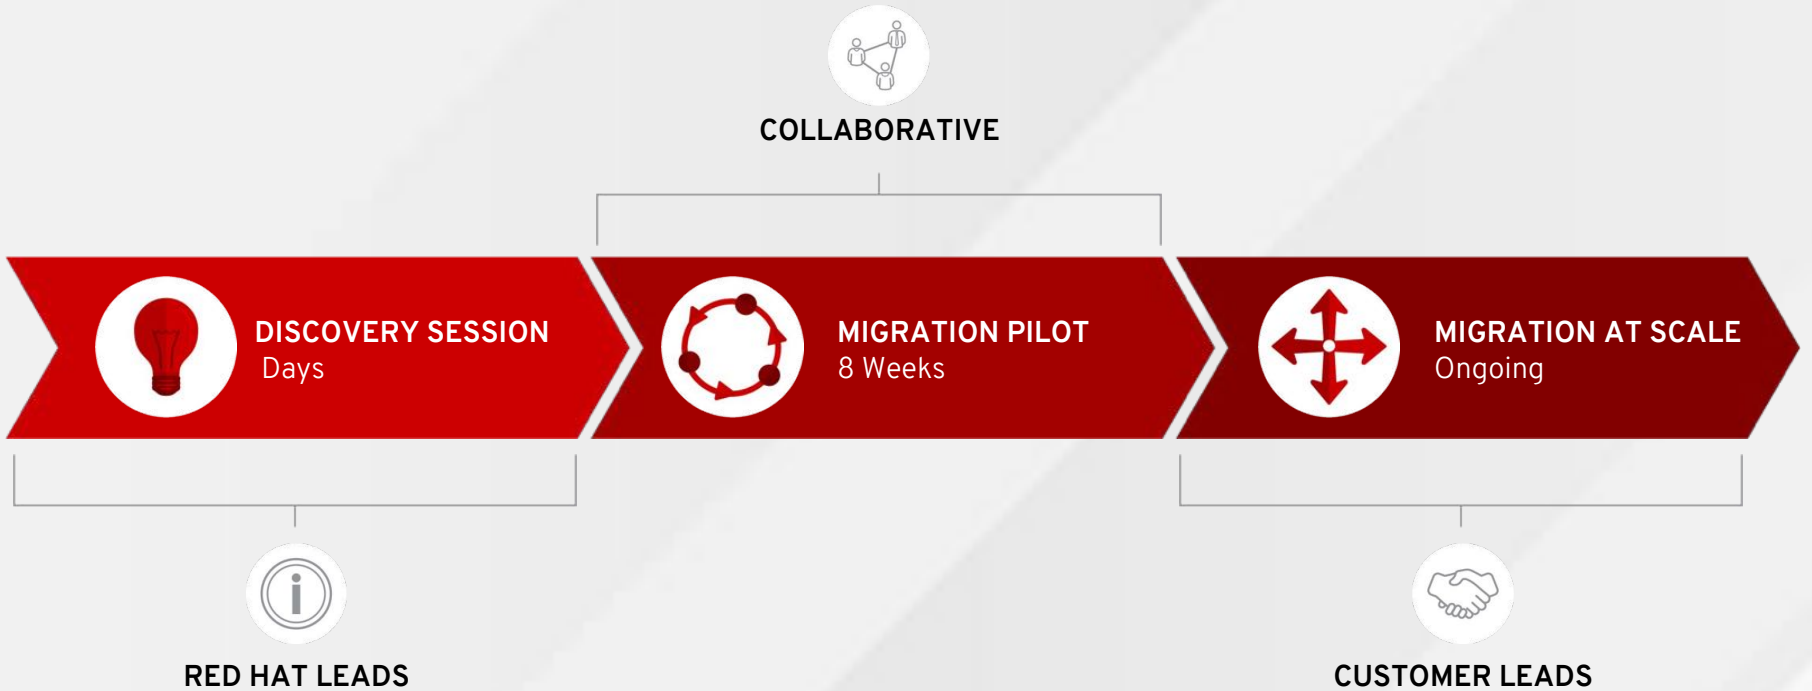 COLLABORATIVE
DISCOVERY SESSION
Days
MIGRATION PILOT
8 Weeks
MIGRATION AT SCALE
Ongoing
i
RED HAT LEADS
CUSTOMER LEADS